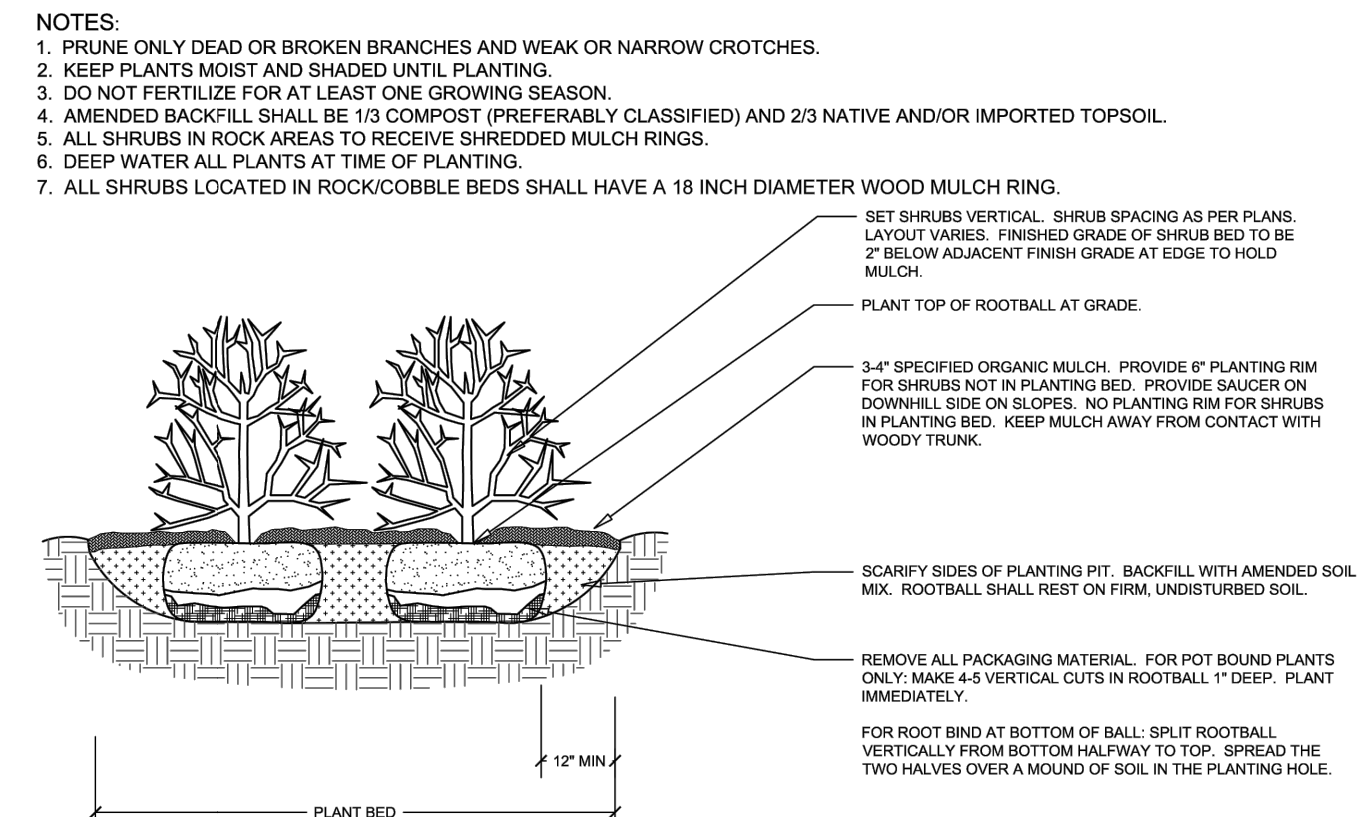 NOTES:
1. PRUNE ONLY DEAD OR BROKEN BRANCHES AND WEAK OR NARROW CROTCHES.
2. KEEP PLANTS MOIST AND SHADED UNTIL PLANTING.
3. DO NOT FERTILIZE FOR AT LEAST ONE GROWING SEASON.
4. AMENDED BACKFILL SHALL BE 1/3 COMPOST (PREFERABLY CLASSIFIED) AND 2/3 NATIVE AND/OR IMPORTED TOPSOIL.
5. ALL SHRUBS IN ROCK AREAS TO RECEIVE SHREDDED MULCH RINGS.
6. DEEP WATER ALL PLANTS AT TIME OF PLANTING.
7. ALL SHRUBS LOCATED IN ROCK/COBBLE BEDS SHALL HAVE A 18 INCH DIAMETER WOOD MULCH RING.
SET SHRUBS VERTICAL. SHRUB SPACING AS PER PLANS.
LAYOUT VARIES. FINISHED GRADE OF SHRUB BED TO BE
2" BELOW ADJACENT FINISH GRADE AT EDGE TO HOLD
MULCH.
PLANT TOP OF ROOTBALL AT GRADE.
3-4" SPECIFIED ORGANIC MULCH. PROVIDE 6" PLANTING RIM
FOR SHRUBS NOT IN PLANTING BED. PROVIDE SAUCER ON
DOWNHILL SIDE ON SLOPES. NO PLANTING RIM FOR SHRUBS
IN PLANTING BED. KEEP MULCH AWAY FROM CONTACT WITH
WOODY TRUNK.
SCARIFY SIDES OF PLANTING PIT. BACKFILL WITH AMENDED SOIL
MIX. ROOTBALL SHALL REST ON FIRM, UNDISTURBED SOIL.
REMOVE ALL PACKAGING MATERIAL. FOR POT BOUND PLANTS
ONLY: MAKE 4-5 VERTICAL CUTS IN ROOTBALL 1" DEEP. PLANT
IMMEDIATELY.
FOR ROOT BIND AT BOTTOM OF BALL: SPLIT ROOTBALL
VERTICALLY FROM BOTTOM HALFWAY TO TOP. SPREAD THE
TWO HALVES OVER A MOUND OF SOIL IN THE PLANTING HOLE.
12" MIN
PLANT BED